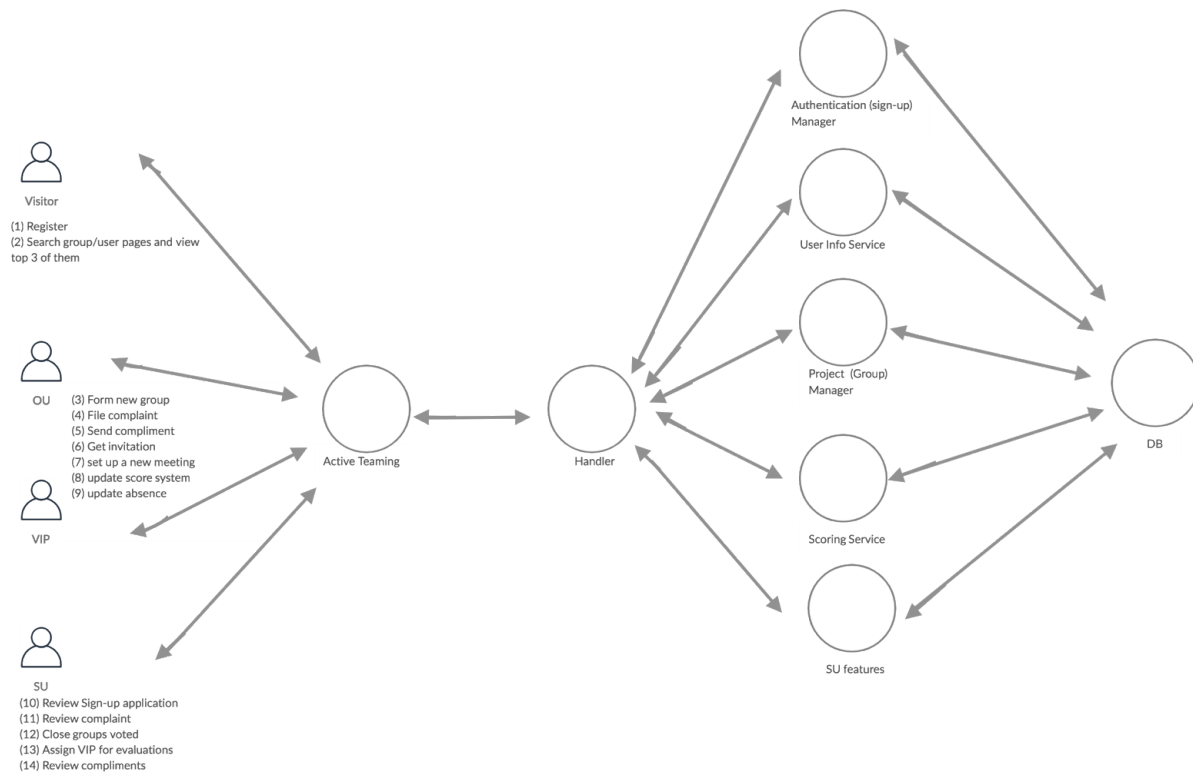 Authentication (sign-up)
Manager
Visitor
(1) Register
(2) Search group/user pages and view
top 3 of them
User Info Service
Project (Group)
Manager
OU
(3) Form new group
(4) File complaint
(5) Send compliment
(6) Get invitation
(7) set up a new meeting
(8) update score system
(9) update absence
Active Teaming
Handler
DB
VIP
Scoring Service
SU features
SU
(10) Review Sign-up application
(11) Review complaint
(12) Close groups voted
(13) Assign VIP for evaluations
(14) Review compliments